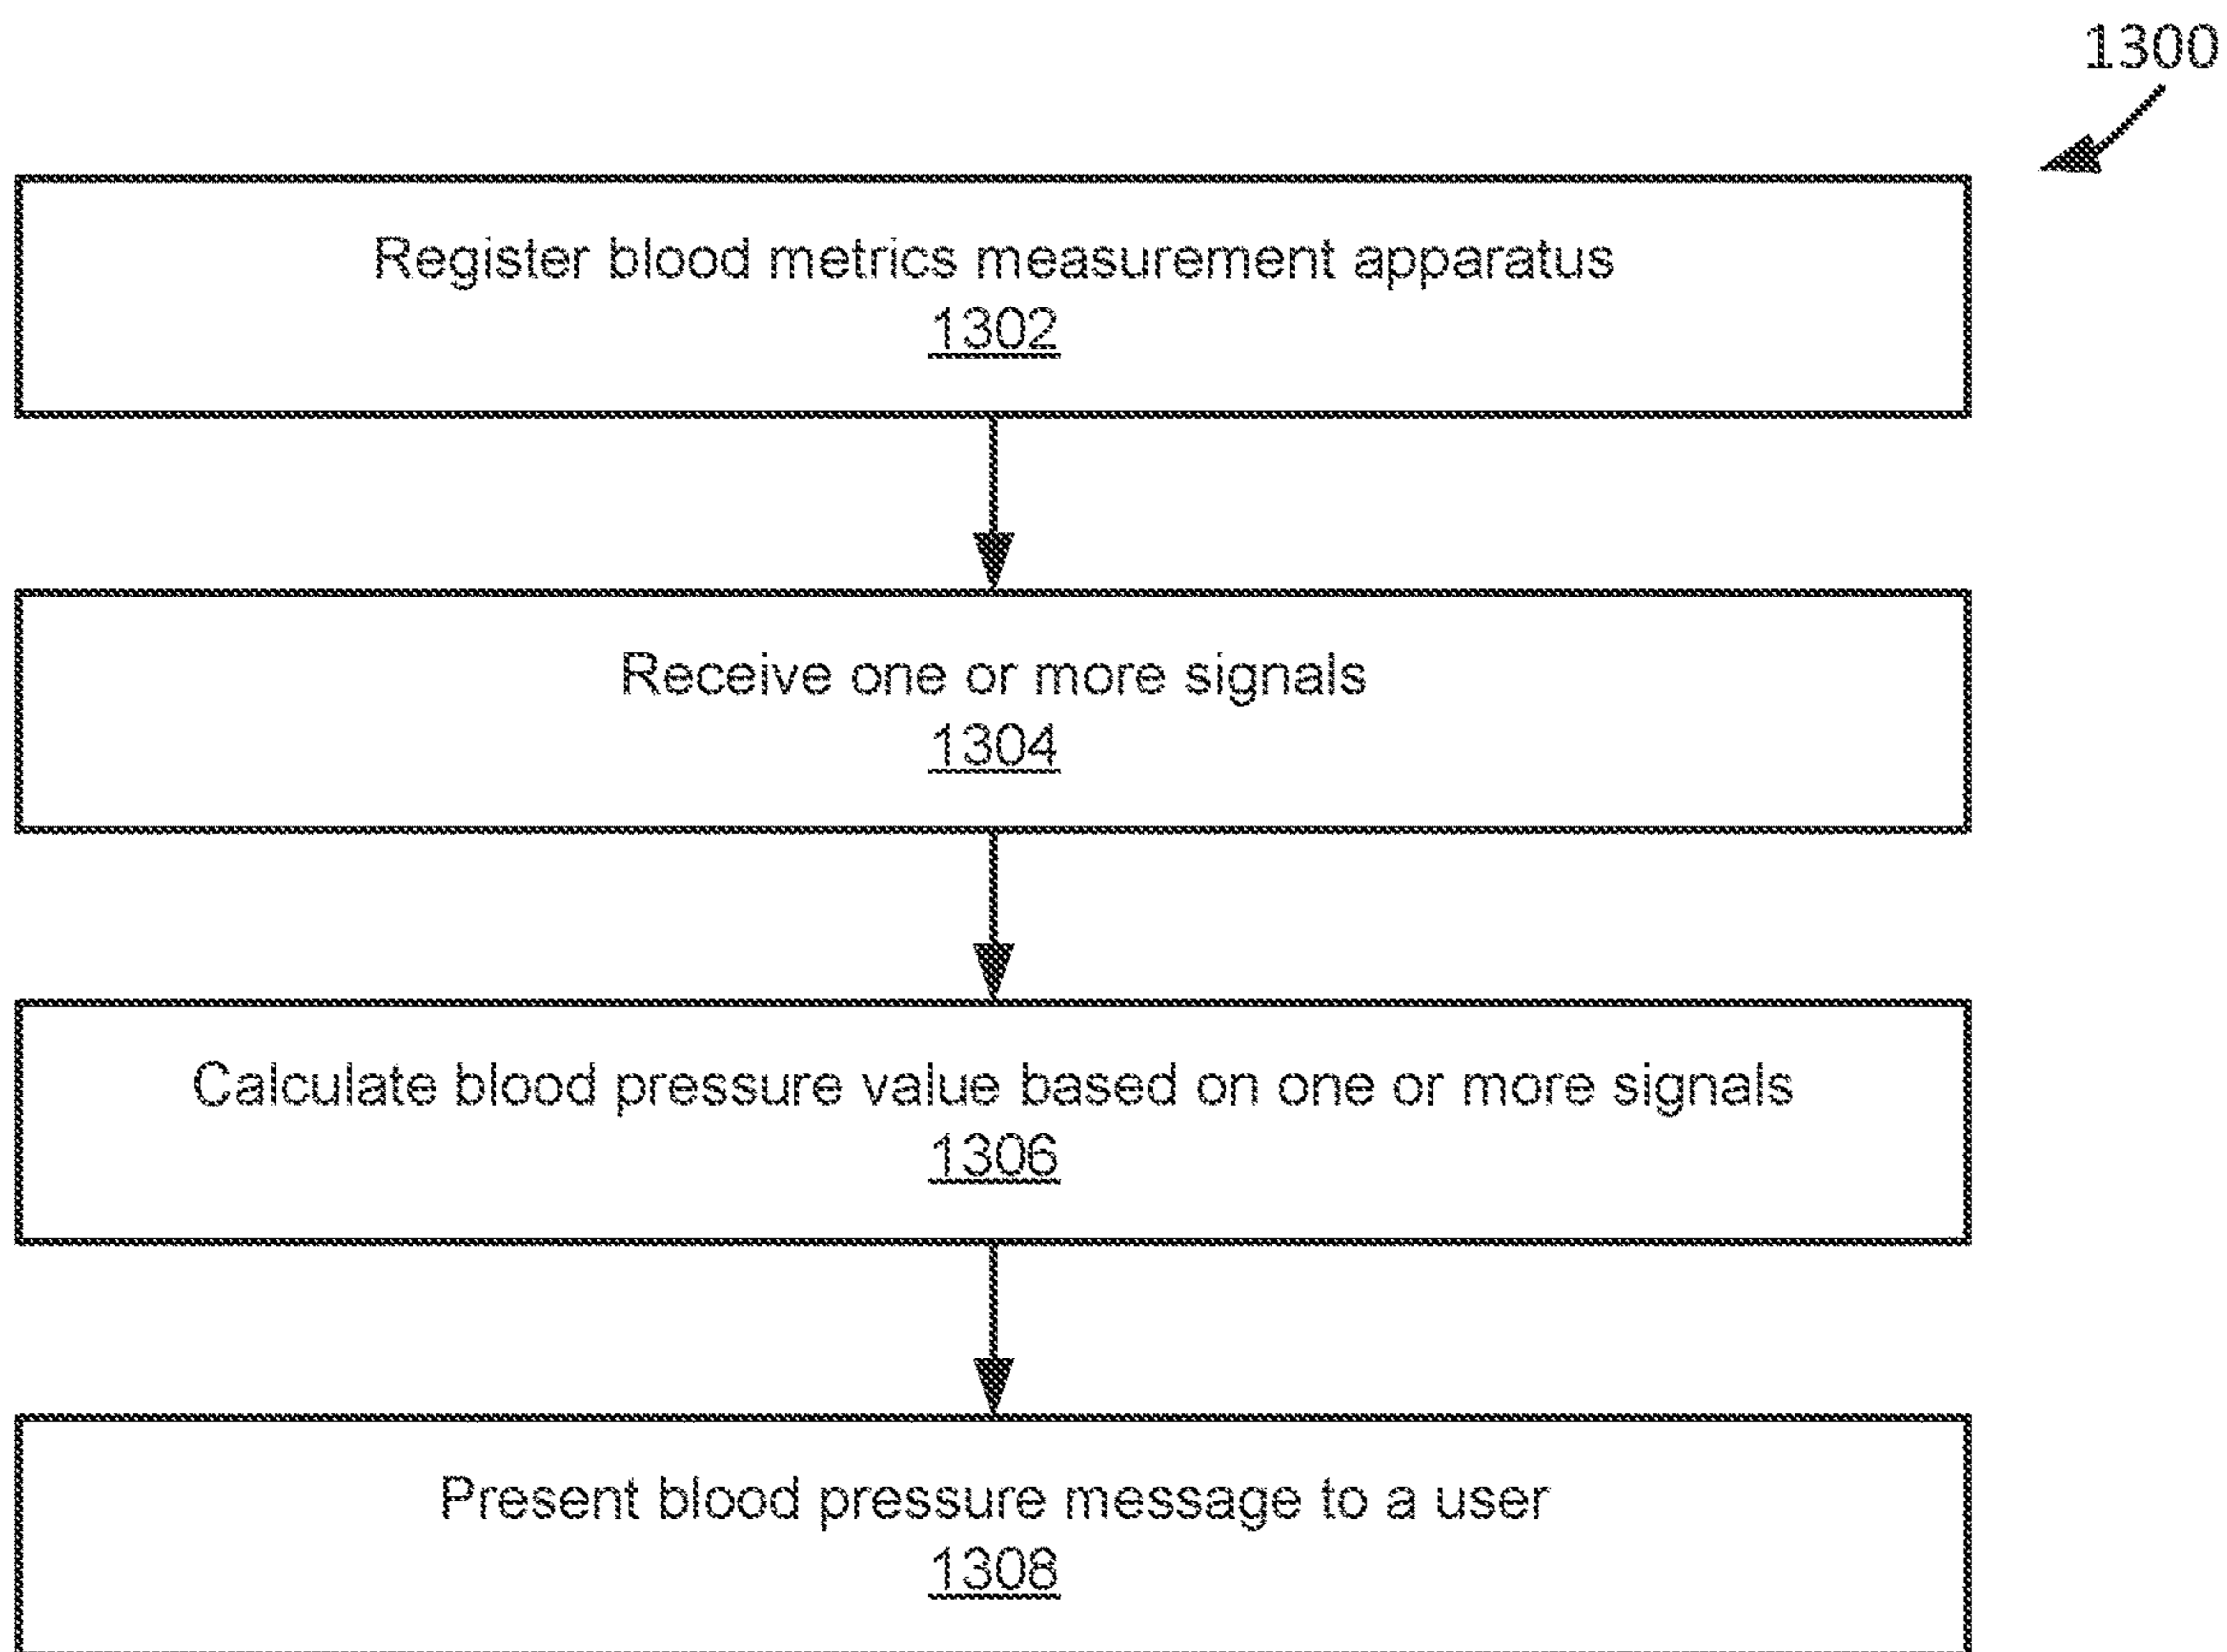 1300
Register blood metrics measurement apparatus
1302
Receive one or more signals
1304
Calculate blood pressure value based on one or more signals
1306
Present blood pressure message to a user
1308